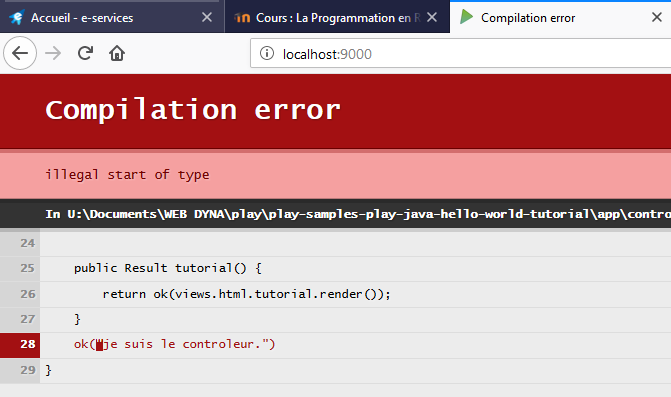 Accueil - e-services
Cours : La Programmation en R
Compilation error
localhost:9000
Compilation error
illegal start of type
In U:\Documents\WEB DYNA\play\play-samples-play-java-hello-world-tutorial\app\contro
24
25 public Result tutorial() {
26 return ok(views.html.tutorial.render());
27 }
28 ok("je suis le controleur.")
29 }